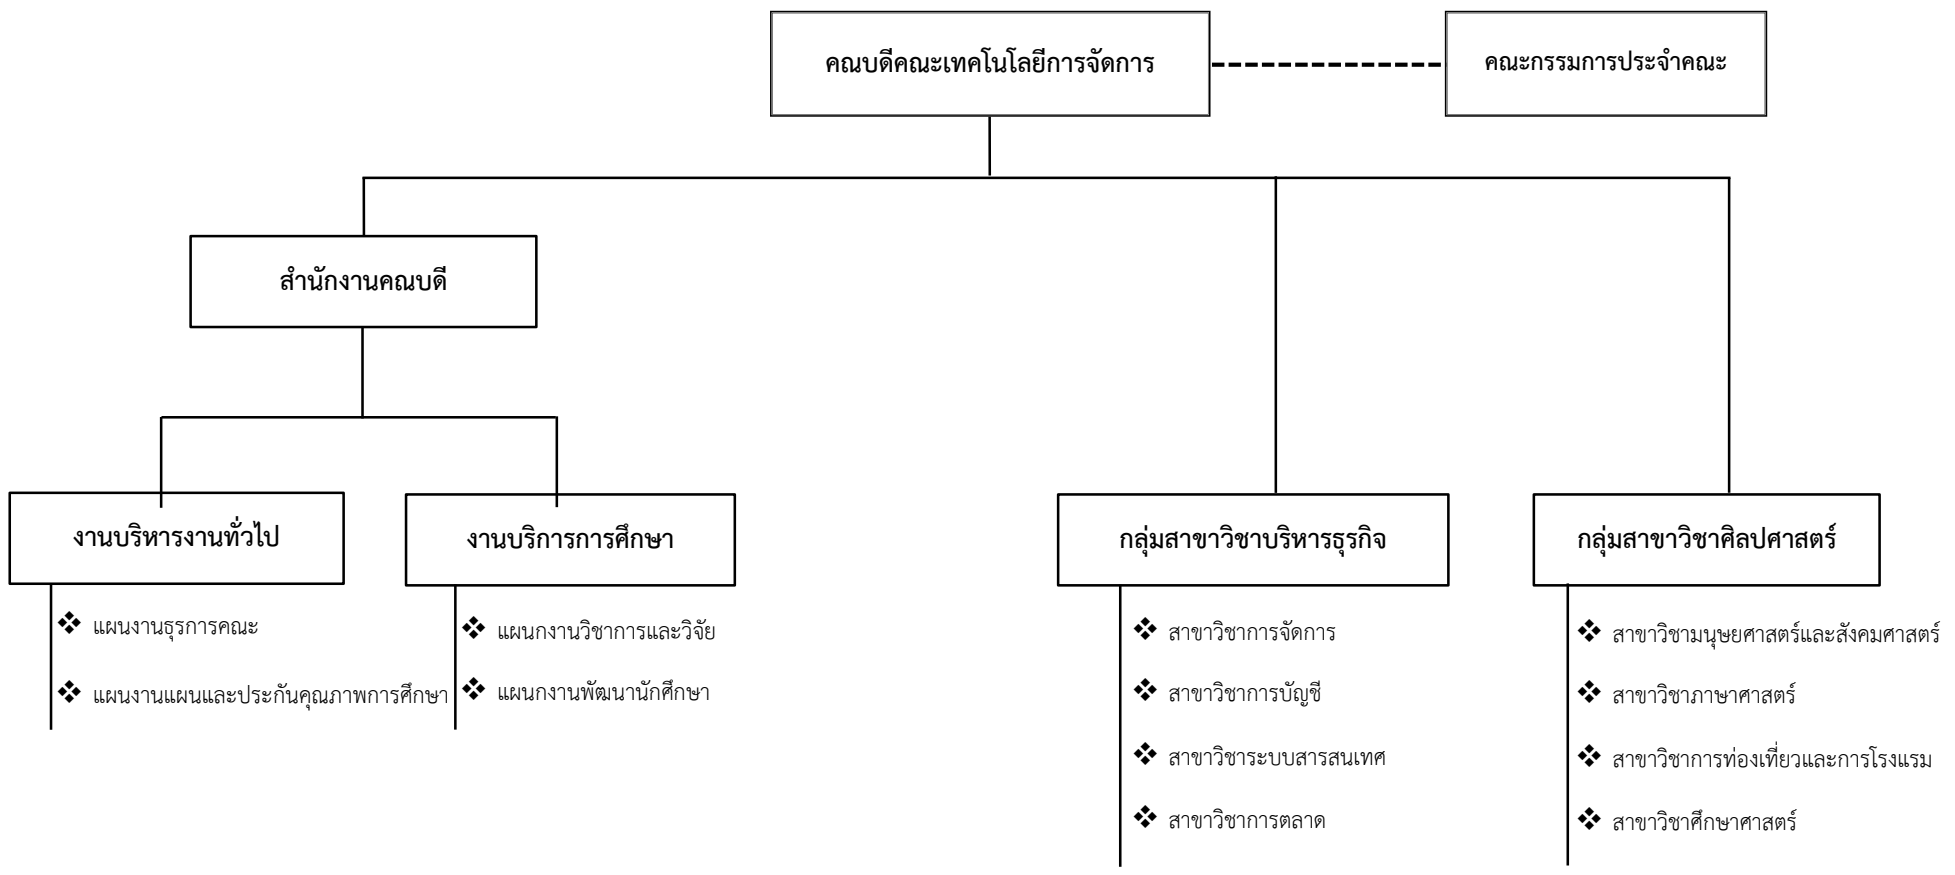 คณบดีคณะเทคโนโลยีการจัดการ
คณะกรรมการประจำคณะ
สำนักงานคณบดี
งานบริหารงานทั่วไป
❖ แผนงานธุรการคณะ
❖ แผนงานแผนและประกันคุณภาพการศึกษา
งานบริการการศึกษา
❖ แผนกงานวิชาการและวิจัย
❖ แผนกงานพัฒนานักศึกษา
กลุ่มสาขาวิชาบริหารธุรกิจ
❖ สาขาวิชาการจัดการ
❖ สาขาวิชาการบัญชี
❖ สาขาวิชาระบบสารสนเทศ
❖ สาขาวิชาการตลาด
กลุ่มสาขาวิชาศิลปศาสตร์
❖ สาขาวิชามนุษยศาสตร์และสังคมศาสตร์
❖ สาขาวิชาภาษาศาสตร์
❖ สาขาวิชาการท่องเที่ยวและการโรงแรม
❖ สาขาวิชาศึกษาศาสตร์